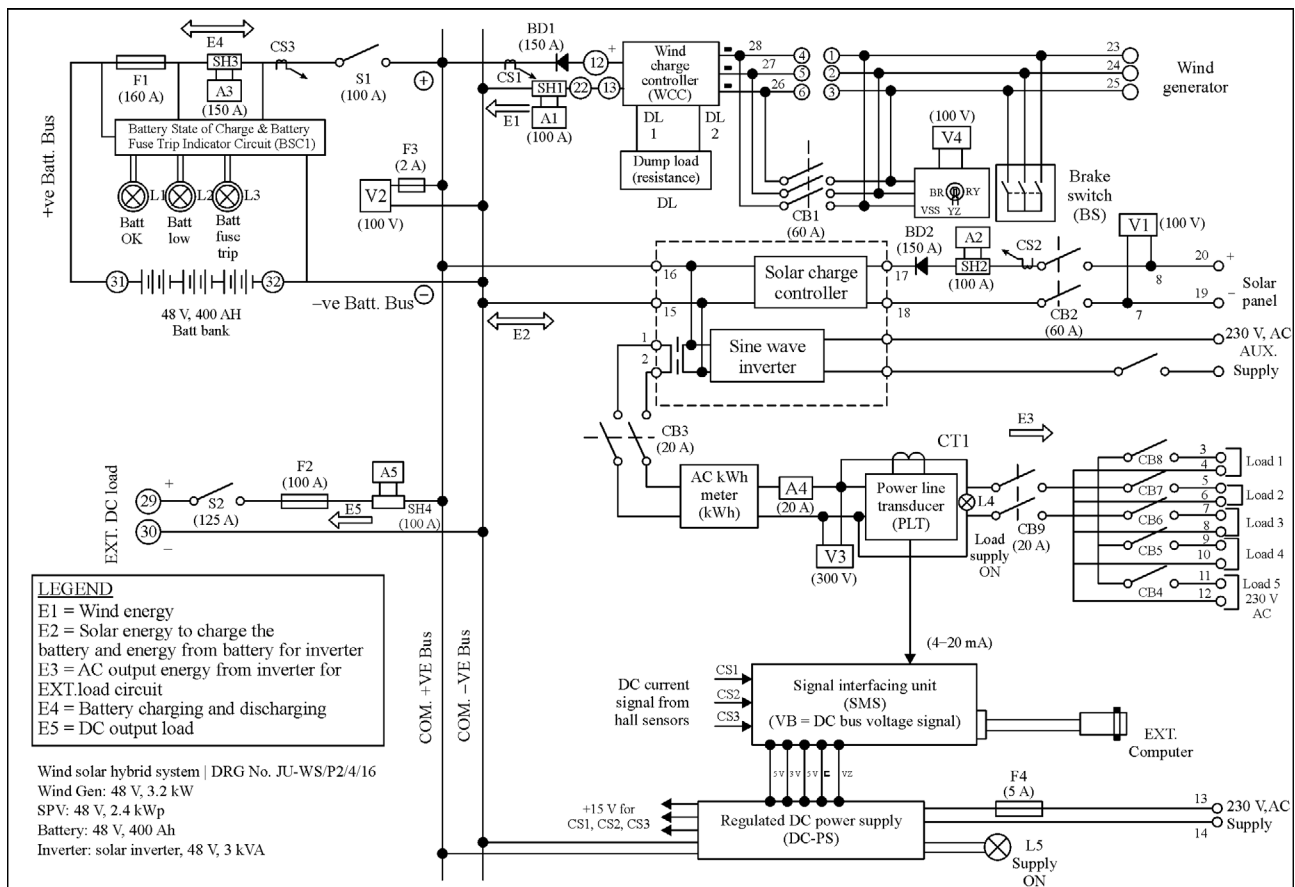 E4
CS3
F1
(160 A)
SH3
A3
(150 A)
S1
(100 A)
+
Battery State of Charge & Battery
Fuse Trip Indicator Circuit (BSC1)
L1
L2
L3
Batt
OK
Batt
low
Batt
fuse
trip
+ve Batt. Bus
31
32
48 V, 400 AH
Batt bank
−ve Batt. Bus
−
F3
(2 A)
V2
(100 V)
BD1
(150 A)
12
+
CS1
SH1
22
13
E1
A1
(100 A)
Wind
charge
controller
(WCC)
DL
1
DL
2
Dump load
(resistance)
DL
28
27
26
4
5
6
1
2
3
23
24
25
Wind
generator
(100 V)
V4
BR
RY
VSS
YZ
CB1
(60 A)
Brake
switch
(BS)
BD2
(150 A)
A2
SH2
(100 A)
CS2
V1
(100 V)
CB2
(60 A)
8
7
20
+
19
−
Solar
panel
16
15
17
18
Solar charge
controller
E2
1
2
Sine wave
inverter
230 V, AC
AUX.
Supply
CB3
(20 A)
AC kWh
meter
(kWh)
A4
(20 A)
V3
(300 V)
CT1
Power line
transducer
(PLT)
L4
Load
supply
ON
E3
CB9
(20 A)
CB8
CB7
CB6
CB5
CB4
3
4
5
6
7
8
9
10
11
12
Load 1
Load 2
Load 3
Load 4
Load 5
230 V
AC
EXT. DC load
29
+
30
−
S2
(125 A)
F2
(100 A)
A5
SH4
(100 A)
E5
LEGEND
E1 = Wind energy
E2 = Solar energy to charge the
battery and energy from battery for inverter
E3 = AC output energy from inverter for
EXT.load circuit
E4 = Battery charging and discharging
E5 = DC output load
COM. +VE Bus
COM. −VE Bus
(4−20 mA)
DC current
signal from
hall sensors
CS1
CS2
CS3
Signal interfacing unit
(SMS)
(VB = DC bus voltage signal)
EXT.
Computer
5 V
3 V
5 V
VZ
+15 V for
CS1, CS2, CS3
Regulated DC power supply
(DC-PS)
F4
(5 A)
13
14
230 V,AC
Supply
L5
Supply
ON
Wind solar hybrid system | DRG No. JU-WS/P2/4/16
Wind Gen: 48 V, 3.2 kW
SPV: 48 V, 2.4 kWp
Battery: 48 V, 400 Ah
Inverter: solar inverter, 48 V, 3 kVA